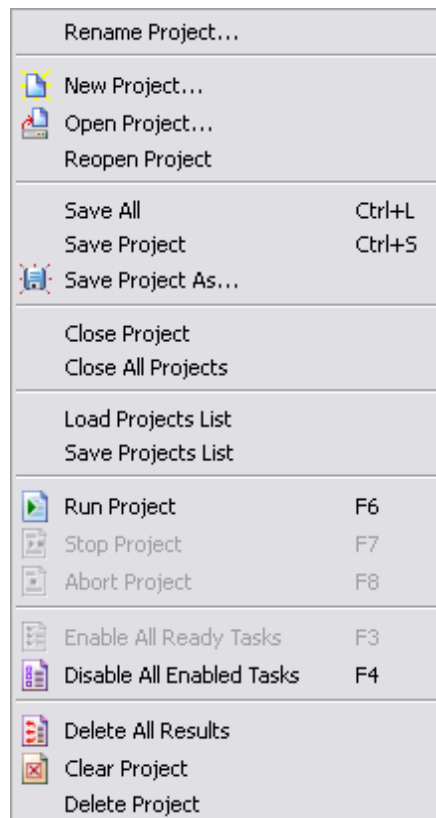 Rename Project...
New Project...
Open Project...
Reopen Project
Save All Ctrl+L
Save Project Ctrl+S
Save Project As...
Close Project
Close All Projects
Load Projects List
Save Projects List
Run Project F6
Stop Project F7
Abort Project F8
Enable All Ready Tasks F3
Disable All Enabled Tasks F4
Delete All Results
Clear Project
Delete Project